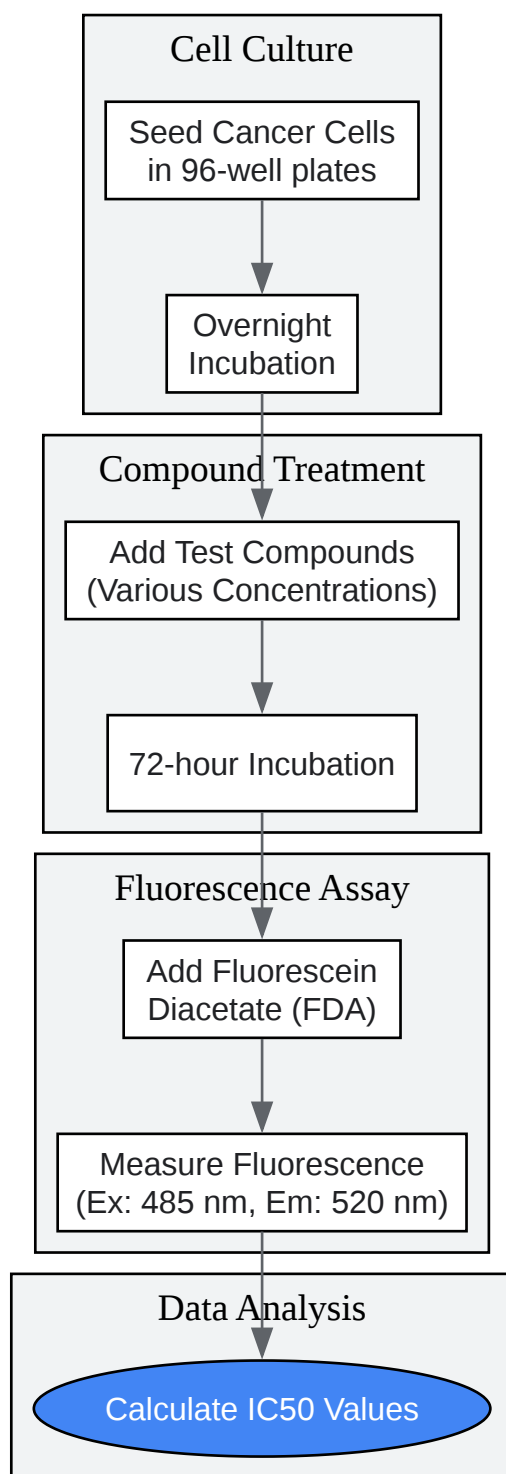 Cell Culture
Seed Cancer Cells
in 96-well plates
Overnight
Incubation
Compound Treatment
Add Test Compounds
(Various Concentrations)
72-hour Incubation
Fluorescence Assay
Add Fluorescein
Diacetate (FDA)
Measure Fluorescence
(Ex: 485 nm, Em: 520 nm)
Data Analysis
Calculate IC50 Values